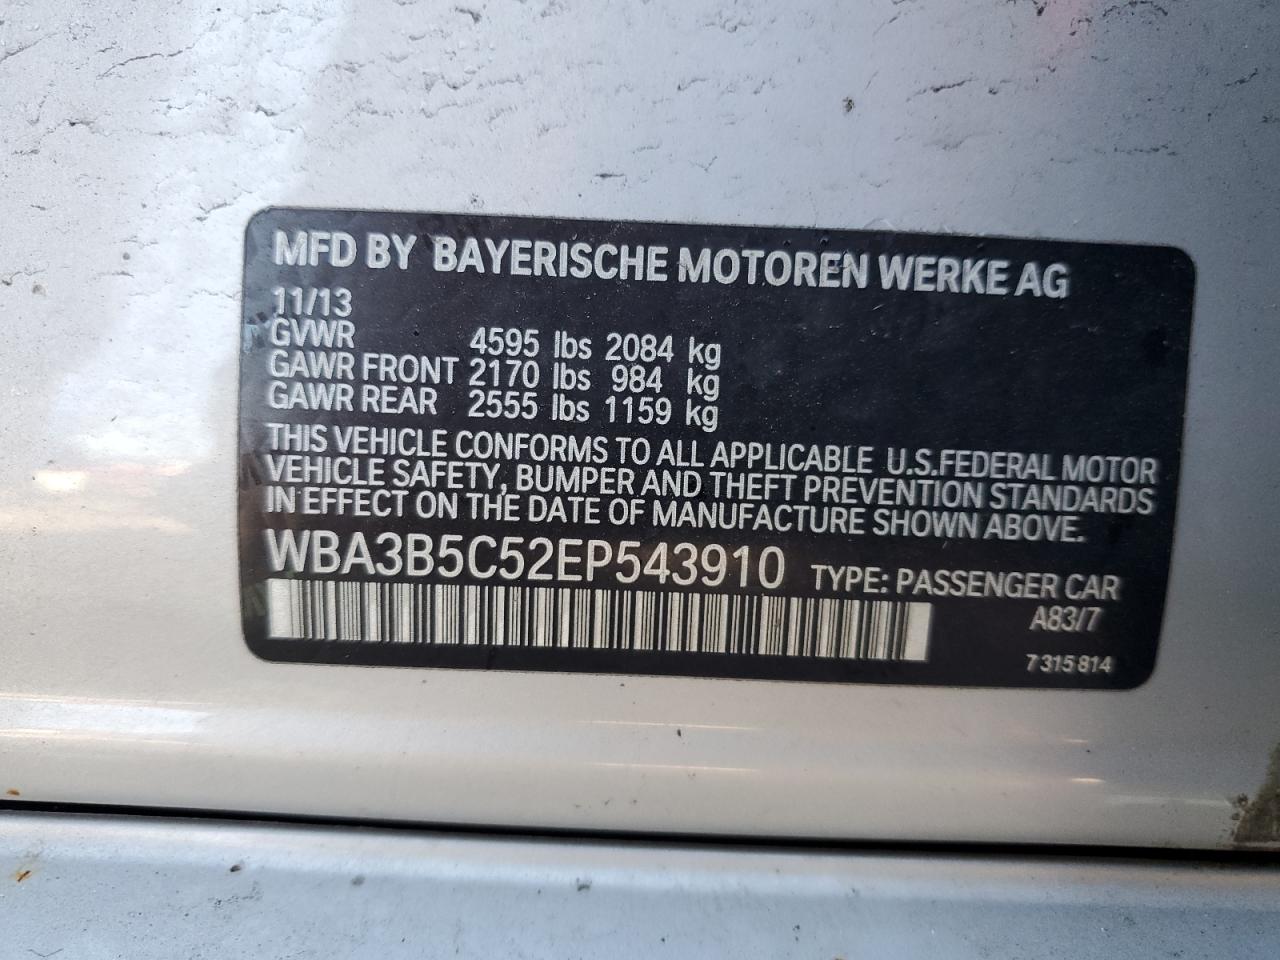 MFD BY BAYERISCHE MOTOREN WERKE AG
11/13
GVWR 4595 lbs 2084 kg
GAWR FRONT 2170 lbs 984 kg
GAWR REAR 2555 lbs 1159 kg
THIS VEHICLE CONFORMS TO ALL APPLICABLE U.S.FEDERAL MOTOR
VEHICLE SAFETY, BUMPER AND THEFT PREVENTION STANDARDS
IN EFFECT ON THE DATE OF MANUFACTURE SHOWN ABOVE.
WBA3B5C52EP543910 TYPE: PASSENGER CAR
A83/7
7 315 814